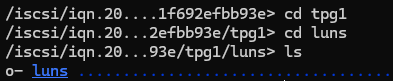 /iscsi/iqn.20....1f692efbb93e> cd tpg1
/iscsi/iqn.20...2efbb93e/tpg1> cd luns
/iscsi/iqn.20...93e/tpg1/luns> ls
o- luns ..........................................